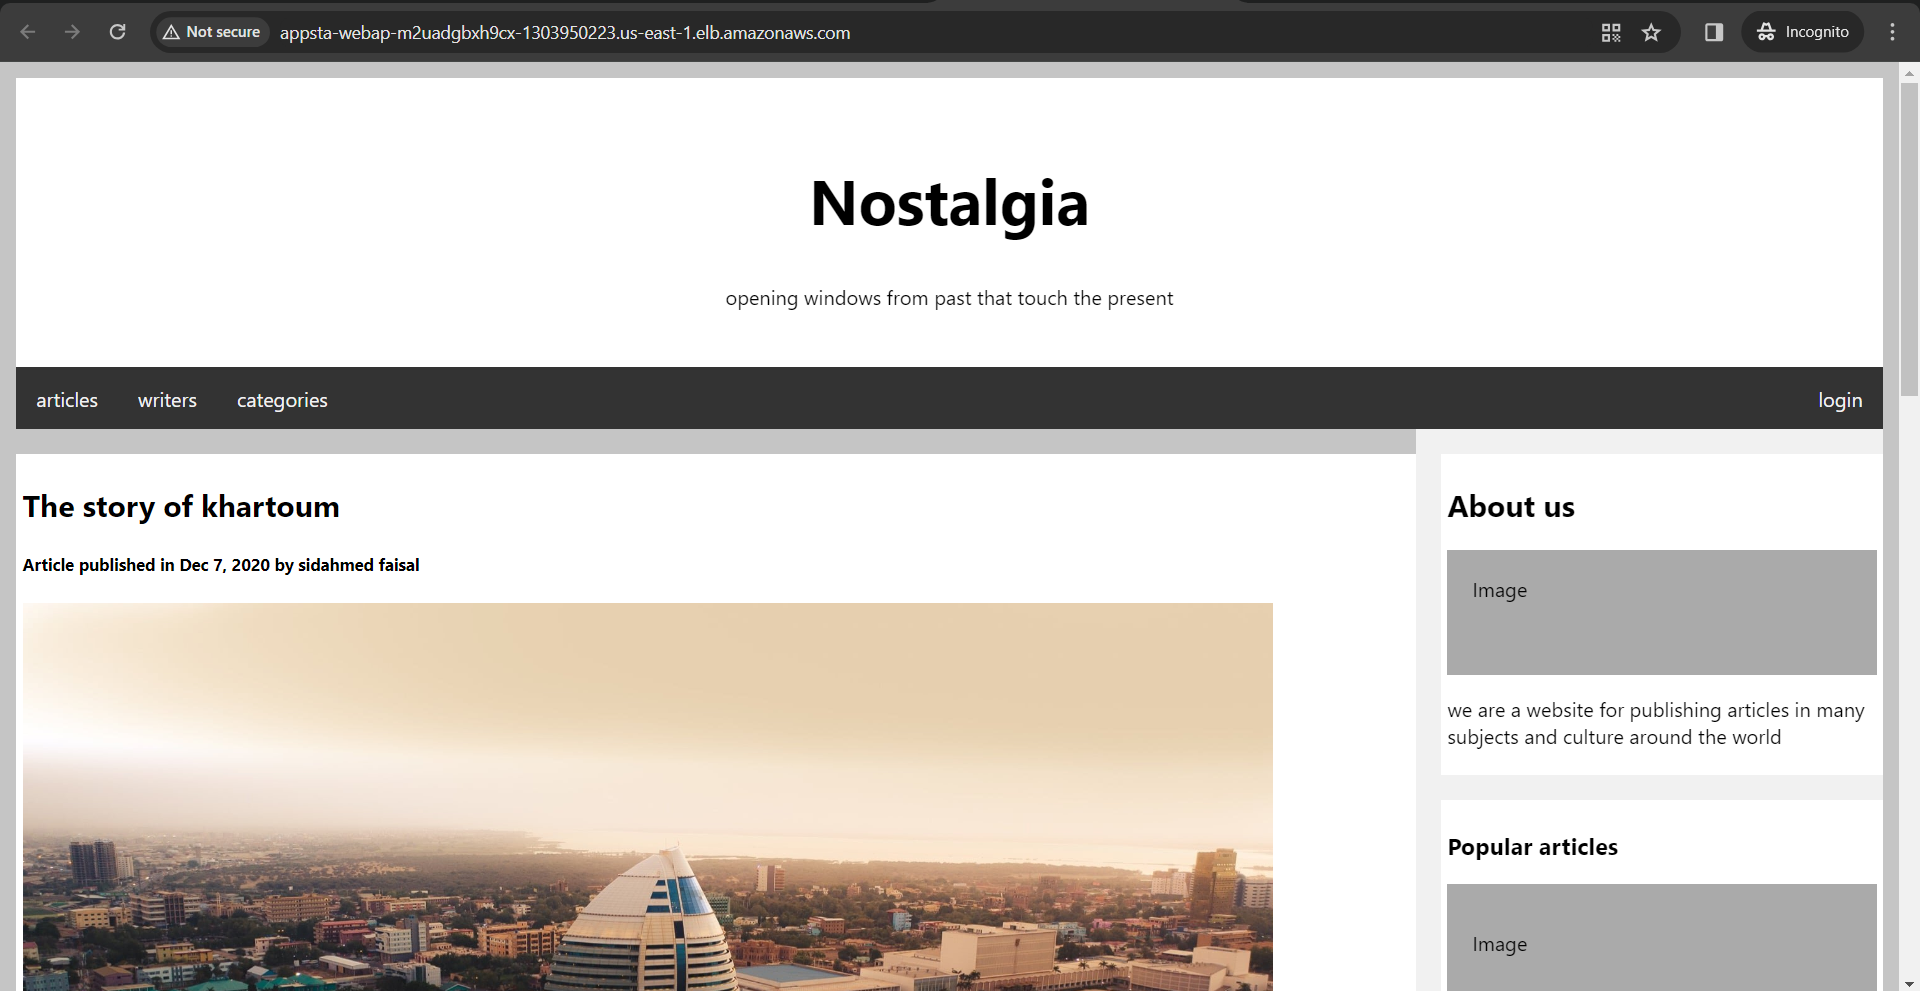 Not secure
appsta-webap-m2uadgbxh9cx-1303950223.us-east-1.elb.amazonaws.com
Incognito
Nostalgia
opening windows from past that touch the present
articles
writers
categories
login
The story of khartoum
Article published in Dec 7, 2020 by sidahmed faisal
About us
Image
we are a website for publishing articles in many
subjects and culture around the world
Popular articles
Image